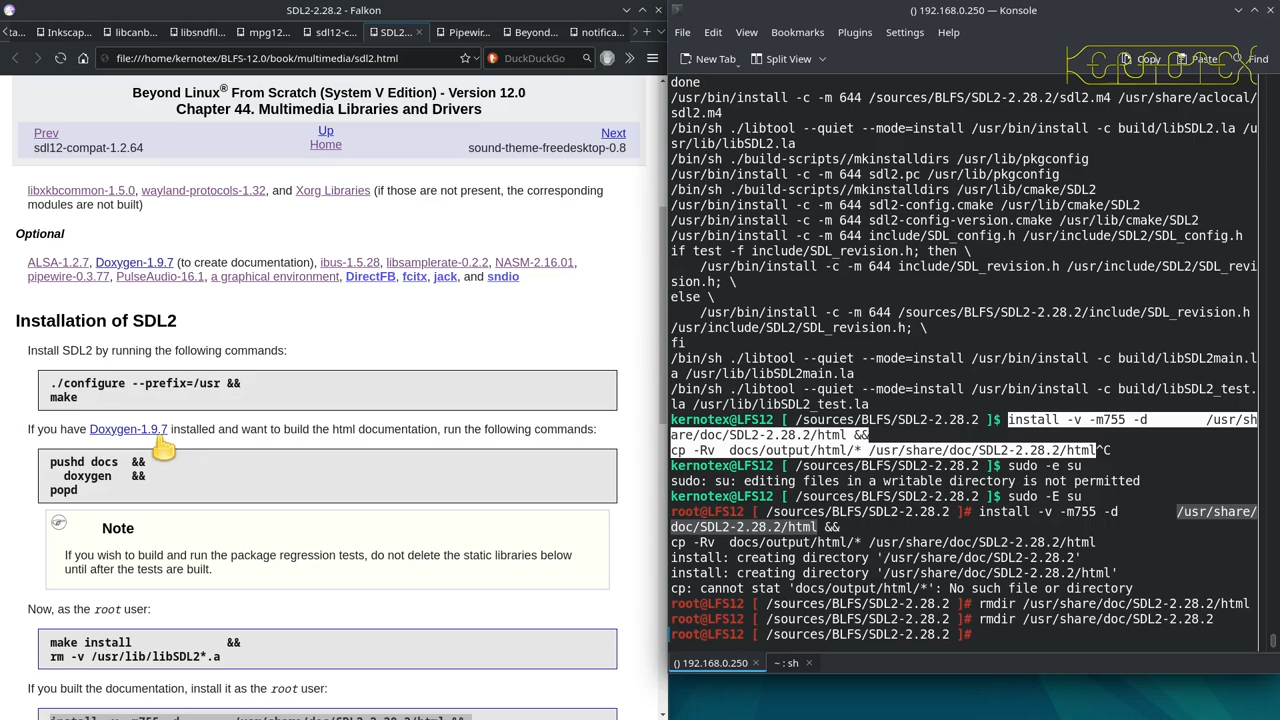 SDL2-2.28.2 / Falkon
ta... Inkscap... libcanb... libsndfil... mpg12... sdl12-c... SDL2... Pipewir... Beyond... notifica...
file:///home/kernotex/BLFS-12.0/book/multimedia/sdl2.html DuckDuckGo
Beyond Linux® From Scratch (System V Edition) - Version 12.0
Chapter 44. Multimedia Libraries and Drivers
Prev Up Next
sdl12-compat-1.2.64 Home sound-theme-freedesktop-0.8
libxkbcommon-1.5.0, wayland-protocols-1.32, and Xorg Libraries (if those are not present, the corresponding
modules are not built)
Optional
ALSA-1.2.7, Doxygen-1.9.7 (to create documentation), ibus-1.5.28, libsamplerate-0.2.2, NASM-2.16.01,
pipewire-0.3.77, PulseAudio-16.1, a graphical environment, DirectFB, fcitx, jack, and sndio
Installation of SDL2
Install SDL2 by running the following commands:
./configure --prefix=/usr &&
make
If you have Doxygen-1.9.7 installed and want to build the html documentation, run the following commands:
pushd docs &&
doxygen &&
popd
Note
If you wish to build and run the package regression tests, do not delete the static libraries below
until after the tests are built.
Now, as the root user:
make install &&
rm -v /usr/lib/libSDL2*.a
If you built the documentation, install it as the root user:
install -v -m755 -d /usr/share/doc/SDL2-2.28.2/html &&
() 192.168.0.250 — Konsole
File Edit View Bookmarks Plugins Settings Help
New Tab Split View Copy Paste Find
kernotex
done
/usr/bin/install -c -m 644 /sources/BLFS/SDL2-2.28.2/sdl2.m4 /usr/share/aclocal/
sdl2.m4
/bin/sh ./libtool --quiet --mode=install /usr/bin/install -c build/libSDL2.la /u
sr/lib/libSDL2.la
/bin/sh ./build-scripts//mkinstalldirs /usr/lib/pkgconfig
/usr/bin/install -c -m 644 sdl2.pc /usr/lib/pkgconfig
/bin/sh ./build-scripts//mkinstalldirs /usr/lib/cmake/SDL2
/usr/bin/install -c -m 644 sdl2-config.cmake /usr/lib/cmake/SDL2
/usr/bin/install -c -m 644 sdl2-config-version.cmake /usr/lib/cmake/SDL2
/usr/bin/install -c -m 644 include/SDL_config.h /usr/include/SDL2/SDL_config.h
if test -f include/SDL_revision.h; then \
/usr/bin/install -c -m 644 include/SDL_revision.h /usr/include/SDL2/SDL_revi
sion.h; \
else \
/usr/bin/install -c -m 644 /sources/BLFS/SDL2-2.28.2/include/SDL_revision.h
/usr/include/SDL2/SDL_revision.h; \
fi
/bin/sh ./libtool --quiet --mode=install /usr/bin/install -c build/libSDL2main.l
a /usr/lib/libSDL2main.la
/bin/sh ./libtool --quiet --mode=install /usr/bin/install -c build/libSDL2_test.
la /usr/lib/libSDL2_test.la
kernotex@LFS12 [ /sources/BLFS/SDL2-2.28.2 ]$ install -v -m755 -d /usr/sh
are/doc/SDL2-2.28.2/html &&
cp -Rv docs/output/html/* /usr/share/doc/SDL2-2.28.2/html^C
kernotex@LFS12 [ /sources/BLFS/SDL2-2.28.2 ]$ sudo -e su
sudo: su: editing files in a writable directory is not permitted
kernotex@LFS12 [ /sources/BLFS/SDL2-2.28.2 ]$ sudo -E su
root@LFS12 [ /sources/BLFS/SDL2-2.28.2 ]# install -v -m755 -d /usr/share/
doc/SDL2-2.28.2/html &&
cp -Rv docs/output/html/* /usr/share/doc/SDL2-2.28.2/html
install: creating directory '/usr/share/doc/SDL2-2.28.2'
install: creating directory '/usr/share/doc/SDL2-2.28.2/html'
cp: cannot stat 'docs/output/html/*': No such file or directory
root@LFS12 [ /sources/BLFS/SDL2-2.28.2 ]# rmdir /usr/share/doc/SDL2-2.28.2/html
root@LFS12 [ /sources/BLFS/SDL2-2.28.2 ]# rmdir /usr/share/doc/SDL2-2.28.2
root@LFS12 [ /sources/BLFS/SDL2-2.28.2 ]#
() 192.168.0.250 ~ : sh